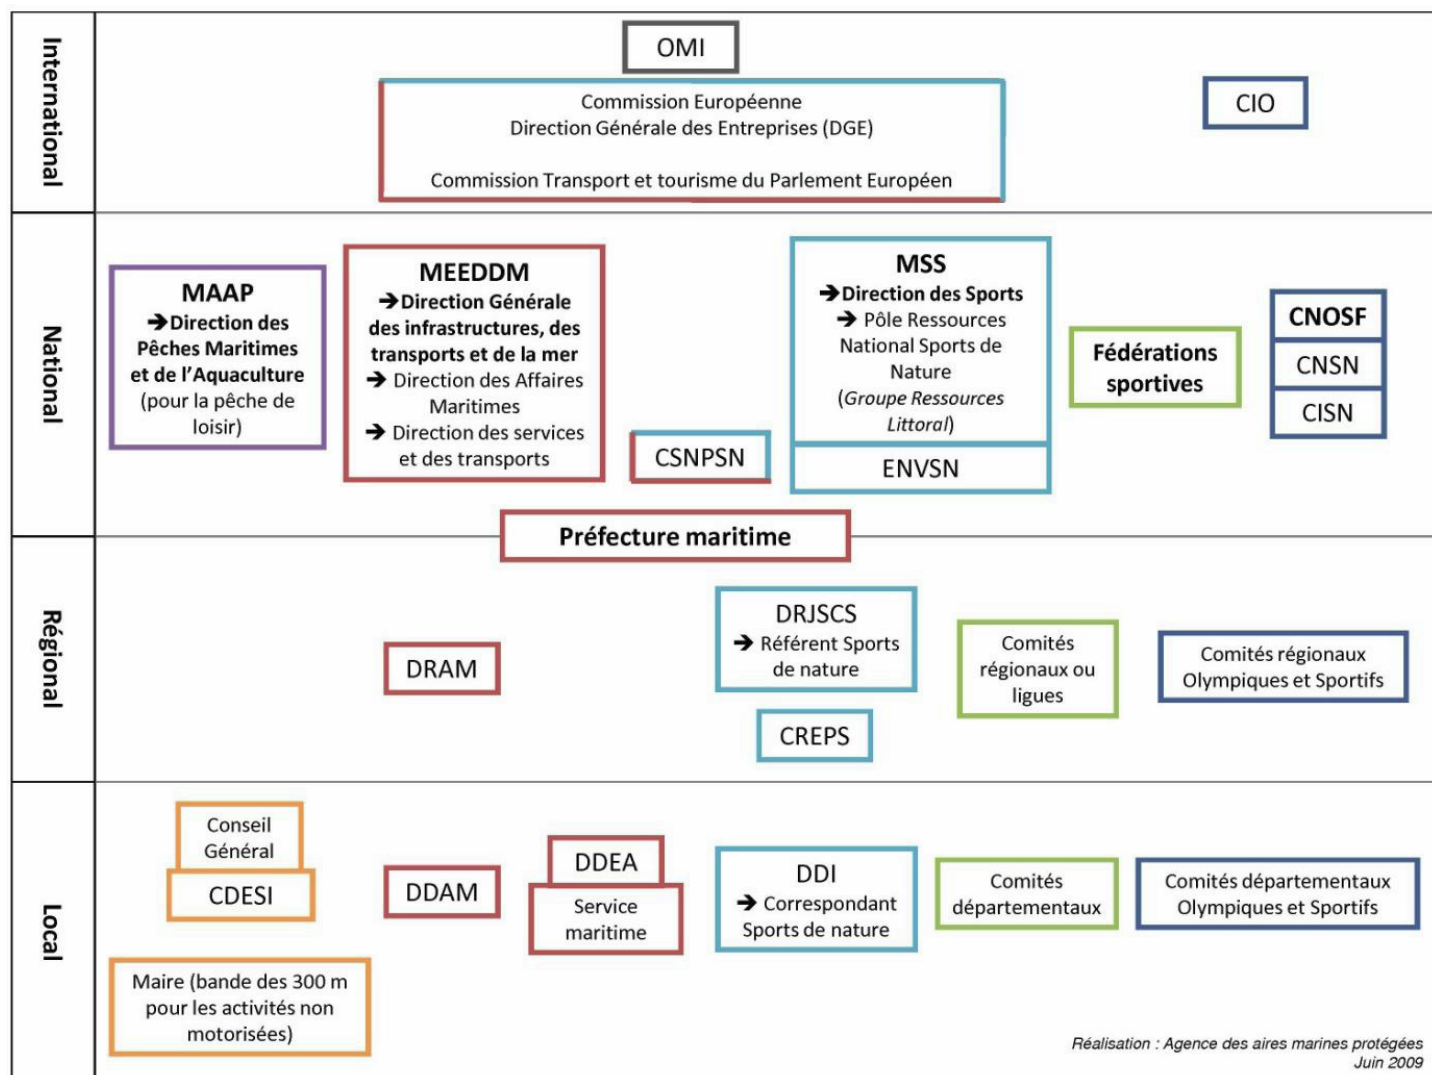 International
OMI
Commission Européenne
Direction Générale des Entreprises (DGE)
Commission Transport et tourisme du Parlement Européen
CIO
National
MAAP
➔Direction des
Pêches Maritimes
et de l'Aquaculture
(pour la pêche de
loisir)
MEEDDM
➔Direction Générale
des infrastructures, des
transports et de la mer
➔ Direction des Affaires
Maritimes
➔ Direction des services
et des transports
CSNPSN
MSS
➔Direction des Sports
➔ Pôle Ressources
National Sports de
Nature
(Groupe Ressources
Littoral)
ENVSN
Fédérations
sportives
CNOSF
CNSN
CISN
Préfecture maritime
Régional
DRAM
DRJSCS
➔ Référent Sports
de nature
CREPS
Comités
régionaux ou
ligues
Comités régionaux
Olympiques et Sportifs
Local
Conseil
Général
CDESI
Maire (bande des 300 m
pour les activités non
motorisées)
DDAM
DDEA
Service
maritime
DDI
➔ Correspondant
Sports de nature
Comités
départementaux
Comités départementaux
Olympiques et Sportifs
Réalisation : Agence des aires marines protégées
Juin 2009